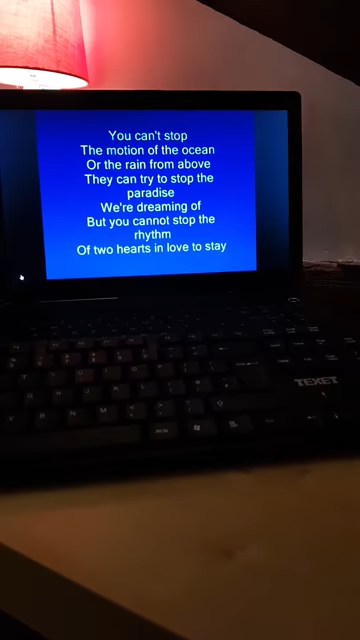 You can't stop
The motion of the ocean
Or the rain from above
They can try to stop the
paradise
We're dreaming of
But you cannot stop the
rhythm
Of two hearts in love to stay
TEXET